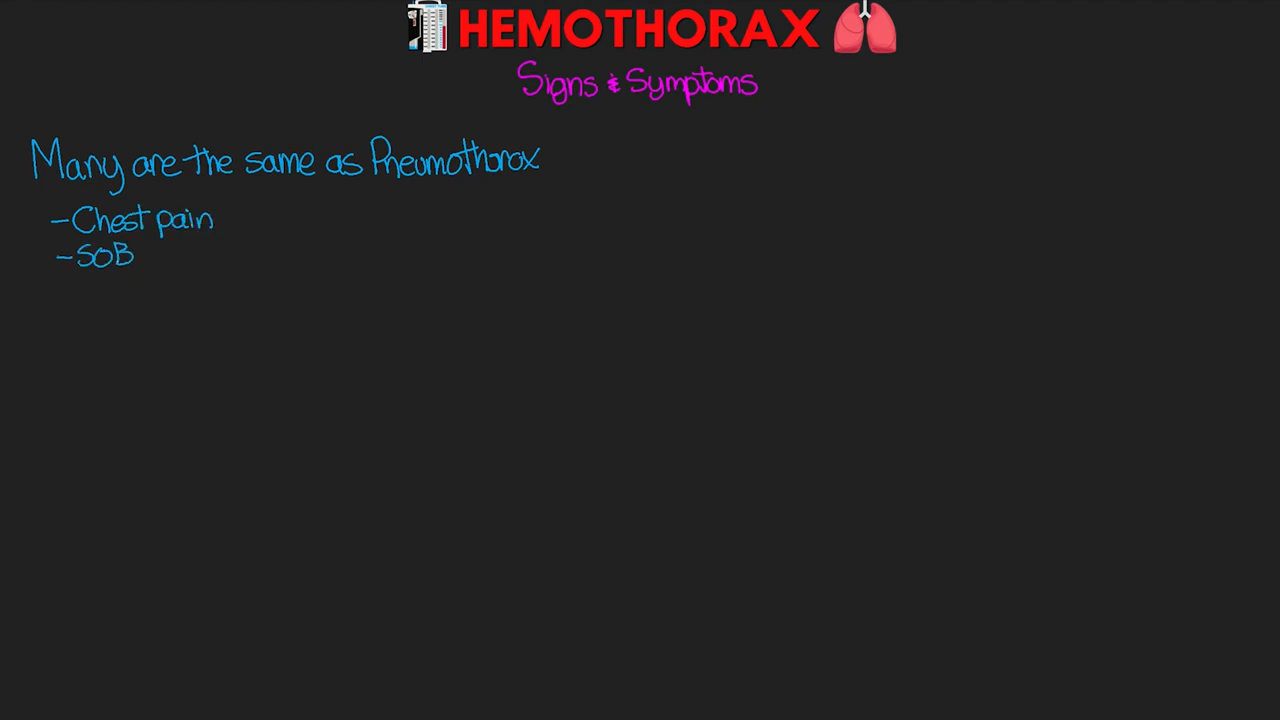 HEMOTHORAX
Signs & Symptoms
Many are the same as Pneumothorax
- Chest pain
- SOB